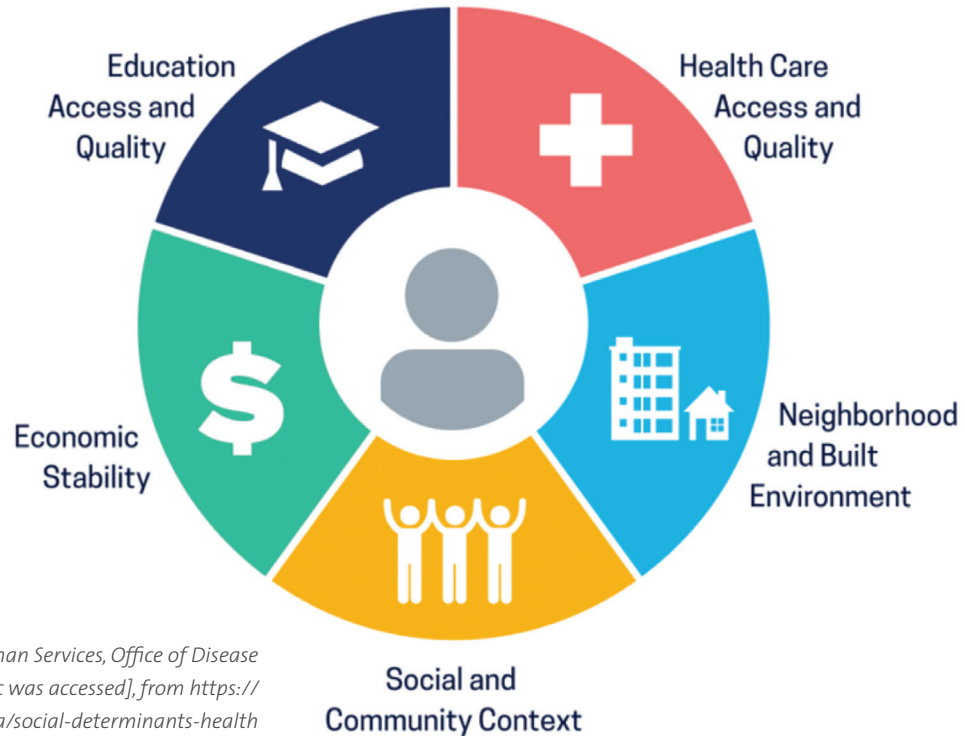 Education
Access and
Quality
Health Care
Access and
Quality
Economic
Stability
Neighborhood
and Built
Environment
Social and
Community Context
Services, Office of Disease
was accessed], from https://
/social-determinants-health